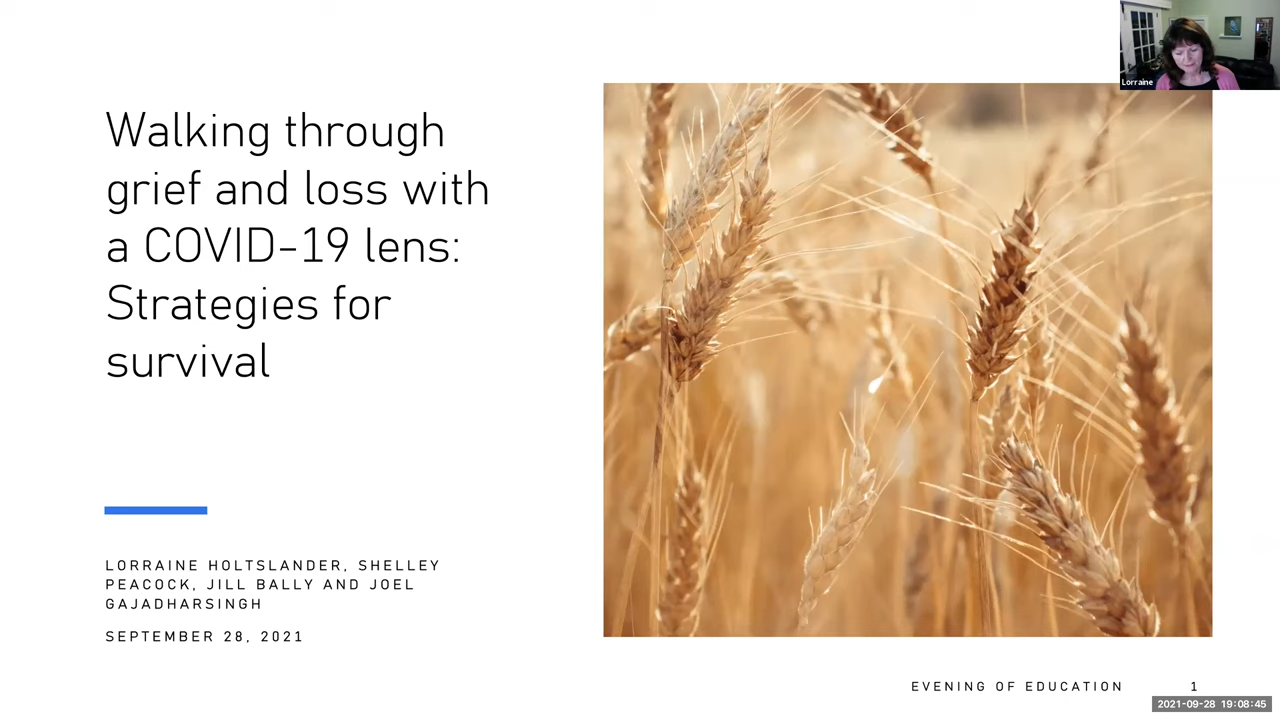 Lorraine
Walking through
grief and loss with
a COVID-19 lens:
Strategies for
survival
LORRAINE HOLTSLANDER, SHELLEY
PEACOCK, JILL BALLY AND JOEL
GAJADHARSINGH
SEPTEMBER 28, 2021
EVENING OF EDUCATION 1
2021-09-28 19:08:45